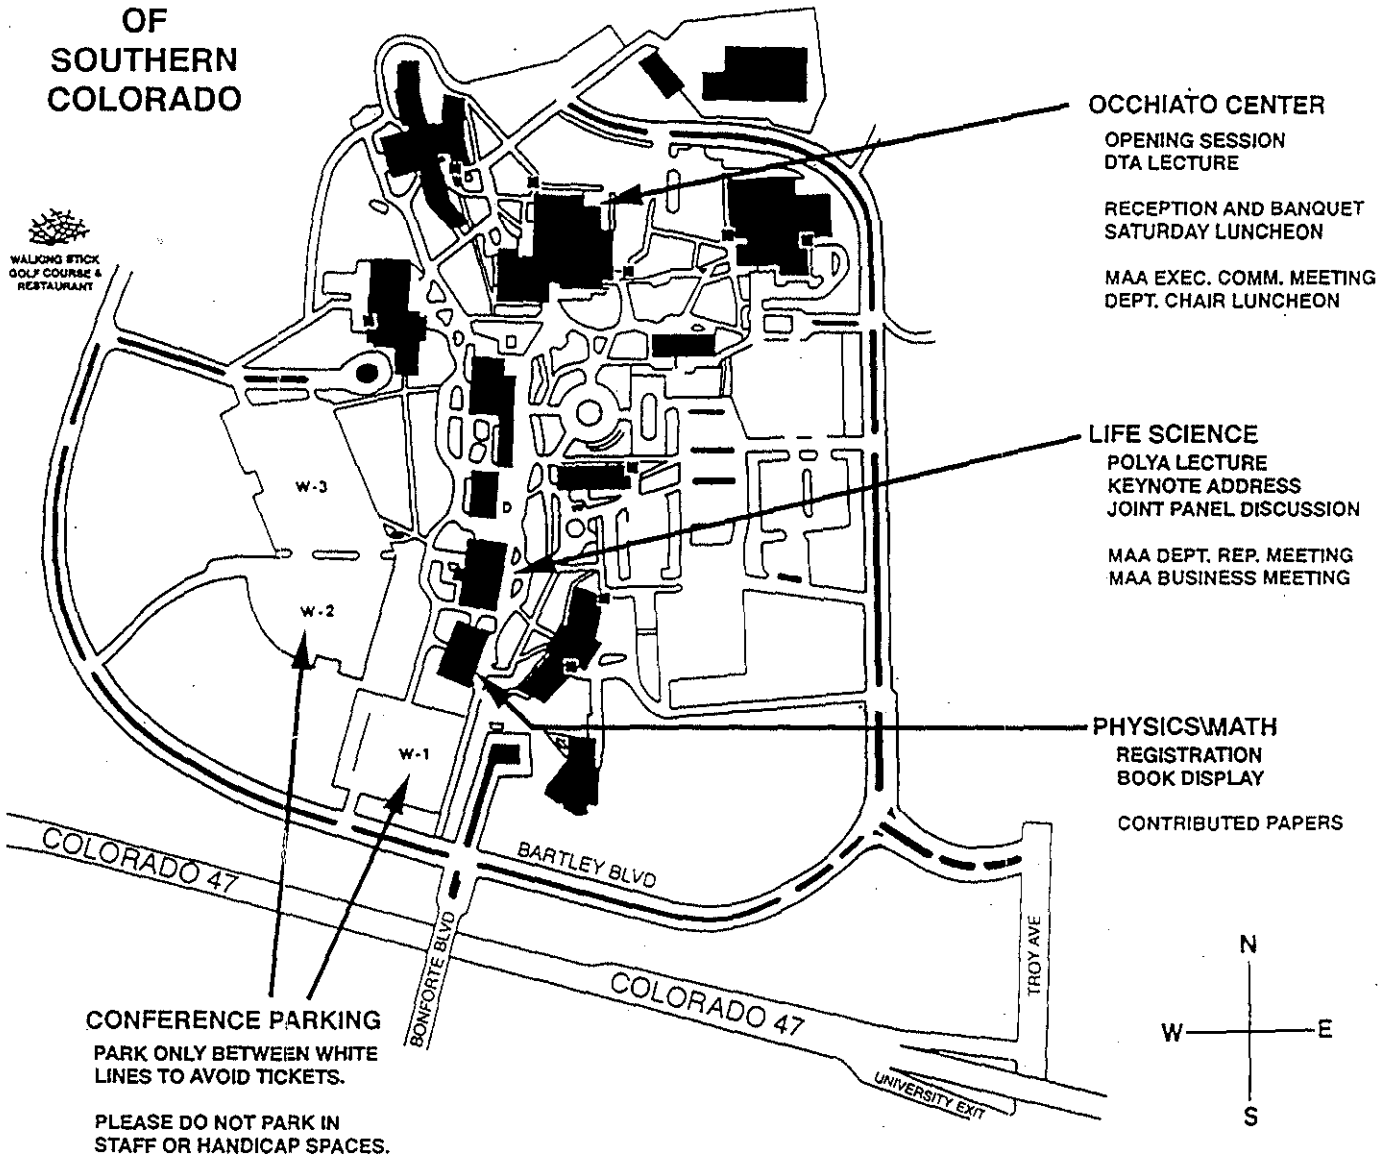 OF
SOUTHERN
COLORADO
WALKING STICK
GOLF COURSE &
RESTAURANT
OCCHIATO CENTER
OPENING SESSION
DTA LECTURE
RECEPTION AND BANQUET
SATURDAY LUNCHEON
MAA EXEC. COMM. MEETING
DEPT. CHAIR LUNCHEON
LIFE SCIENCE
POLYA LECTURE
KEYNOTE ADDRESS
JOINT PANEL DISCUSSION
MAA DEPT. REP. MEETING
MAA BUSINESS MEETING
W-3
W-2
W-1
PHYSICS\MATH
REGISTRATION
BOOK DISPLAY
CONTRIBUTED PAPERS
COLORADO 47
BARTLEY BLVD
BONFORTE BLVD
COLORADO 47
TROY AVE
UNIVERSITY EXIT
N
W
E
S
CONFERENCE PARKING
PARK ONLY BETWEEN WHITE
LINES TO AVOID TICKETS.
PLEASE DO NOT PARK IN
STAFF OR HANDICAP SPACES.